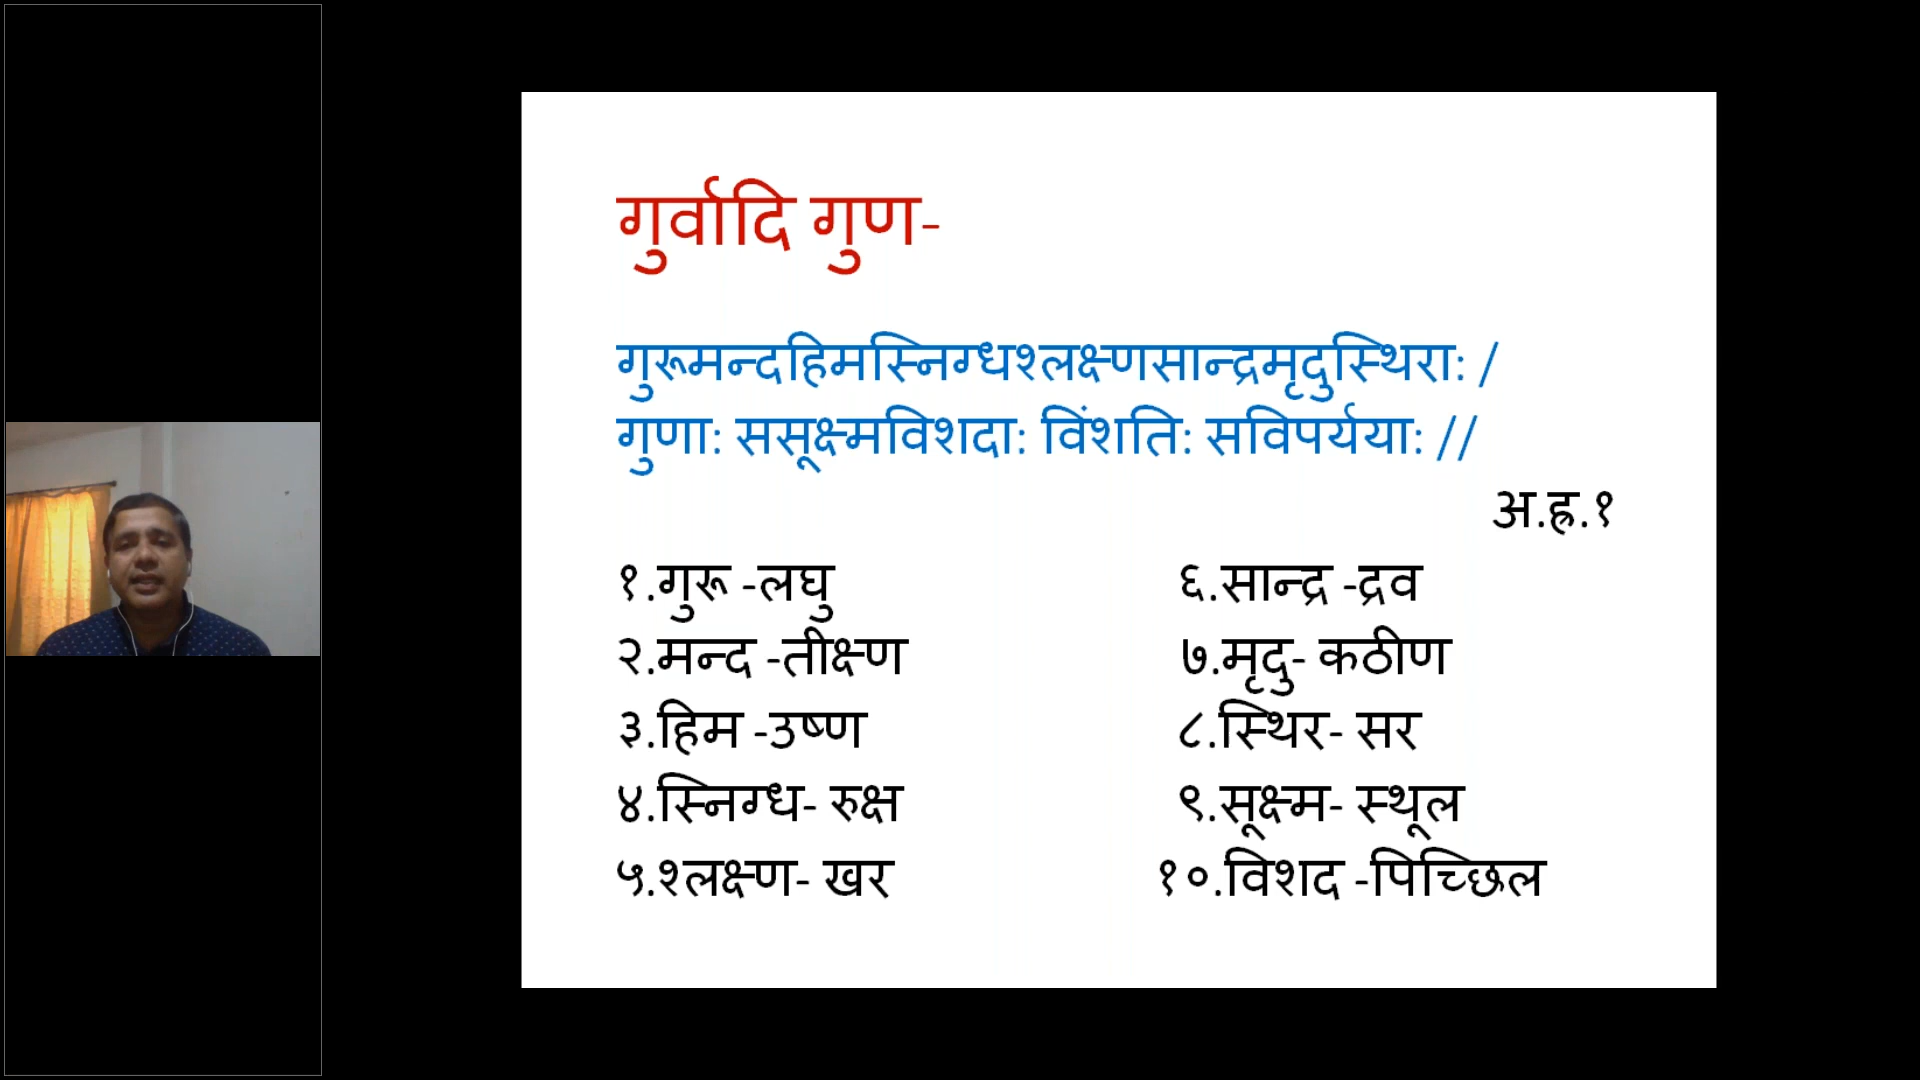 गुर्वादि गुण-
गुरूमन्दहिमस्निग्धश्लक्ष्णसान्द्रमृदुस्थिराः /
गुणाः ससूक्ष्मविशदाः विंशतिः सविपर्ययाः //
अ.ह्र.१
१.गुरू -लघु
२.मन्द -तीक्ष्ण
३.हिम -उष्ण
४.स्निग्ध- रुक्ष
५.श्लक्ष्ण- खर
६.सान्द्र -द्रव
७.मृदु- कठीण
८.स्थिर- सर
९.सूक्ष्म- स्थूल
१०.विशद -पिच्छिल